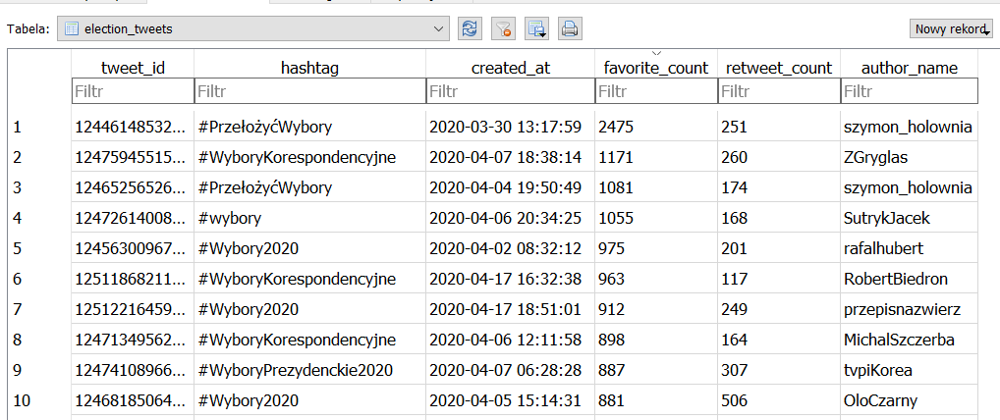 Tabela: election_tweets Nowy rekord
tweet_id hashtag created_at favorite_count retweet_count author_name
Filtr Filtr Filtr Filtr Filtr Filtr
1 12446148532... #PrzełożyćWybory 2020-03-30 13:17:59 2475 251 szymon_holownia
2 12475945515... #WyboryKorespondencyjne 2020-04-07 18:38:14 1171 260 ZGryglas
3 12465256526... #PrzełożyćWybory 2020-04-04 19:50:49 1081 174 szymon_holownia
4 12472614008... #wybory 2020-04-06 20:34:25 1055 168 SutrykJacek
5 12456300967... #Wybory2020 2020-04-02 08:32:12 975 201 rafalhubert
6 12511868211... #WyboryKorespondencyjne 2020-04-17 16:32:38 963 117 RobertBiedron
7 12512216459... #Wybory2020 2020-04-17 18:51:01 912 249 przepisnazwierz
8 12471349562... #WyboryKorespondencyjne 2020-04-06 12:11:58 898 164 MichalSzczerba
9 12474108966... #WyboryPrezydenckie2020 2020-04-07 06:28:28 887 307 tvpiKorea
10 12468185064... #Wybory2020 2020-04-05 15:14:31 881 506 OloCzarny